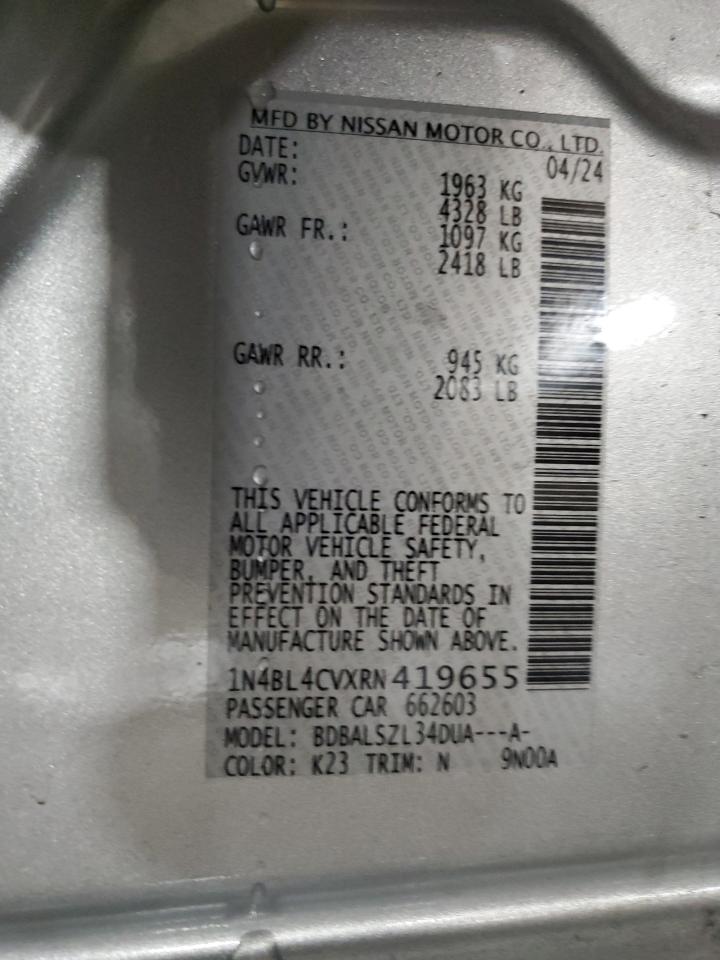 MFD BY NISSAN MOTOR CO., LTD.
DATE: 04/24
GVWR: 1963 KG
4328 LB
GAWR FR.: 1097 KG
2418 LB
GAWR RR.: 945 KG
2083 LB
THIS VEHICLE CONFORMS TO
ALL APPLICABLE FEDERAL
MOTOR VEHICLE SAFETY,
BUMPER, AND THEFT
PREVENTION STANDARDS IN
EFFECT ON THE DATE OF
MANUFACTURE SHOWN ABOVE.
1N4BL4CVXRN419655
PASSENGER CAR 662603
MODEL: BDBALSZL34DUA---A-
COLOR: K23 TRIM: N 9N00A